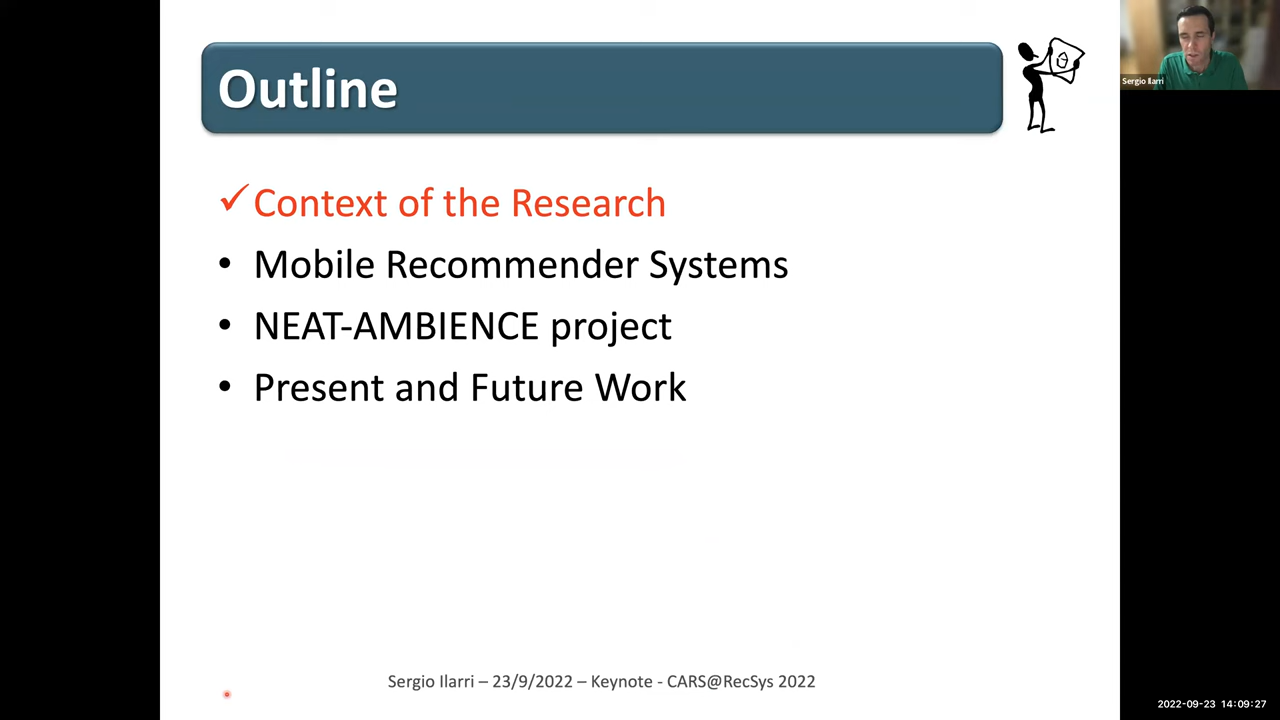 Outline
Sergio Ilarri
✓ Context of the Research
• Mobile Recommender Systems
• NEAT-AMBIENCE project
• Present and Future Work
Sergio Ilarri – 23/9/2022 – Keynote - CARS@RecSys 2022
2022-09-23 14:09:27